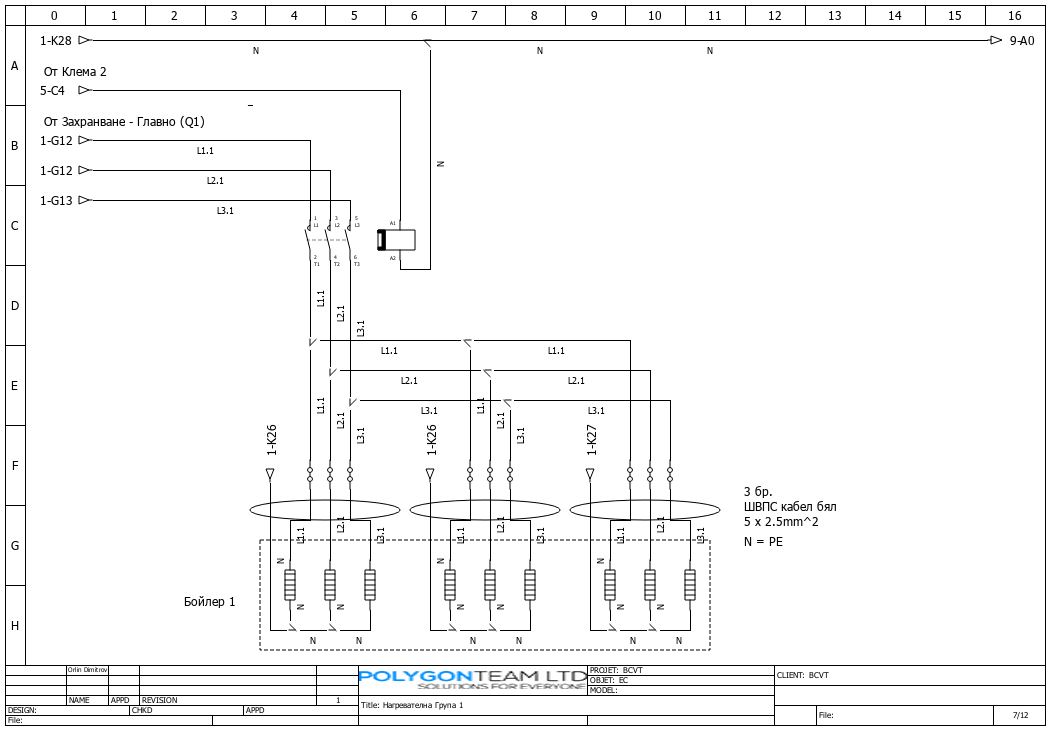 0 1 2 3 4 5 6 7 8 9 10 11 12 13 14 15 16
A
1-K28
N N N
9-A0
От Клема 2
5-C4
От Захранване - Главно (Q1)
B
1-G12
L1.1
N
1-G12
L2.1
1-G13
L3.1
C
1 3 5
L1 L2 L3
A1
2 4 6
T1 T2 T3
A2
D
L1.1
L2.1
L3.1
L1.1 L1.1
E
L2.1 L2.1
L3.1 L3.1
L1.1
L2.1
L3.1
L1.1
L2.1
L3.1
F
1-K26
1-K26
1-K27
3 бр.
ШВПС кабел бял
5 x 2.5mm^2
N = PE
G
L1.1 L2.1 L3.1
L1.1 L2.1 L3.1
L1.1 L2.1 L3.1
N N N
Бойлер 1
H
N N N N N N
N N N N N N
Orlin Dimitrov
NAME APPD REVISION 1
DESIGN: CHKD APPD
File:
POLYGONTEAM LTD
SOLUTIONS FOR EVERYONE
Title: Нагревателна Група 1
PROJET: BCVT
OBJET: EC
MODEL:
CLIENT: BCVT
File:
7/12